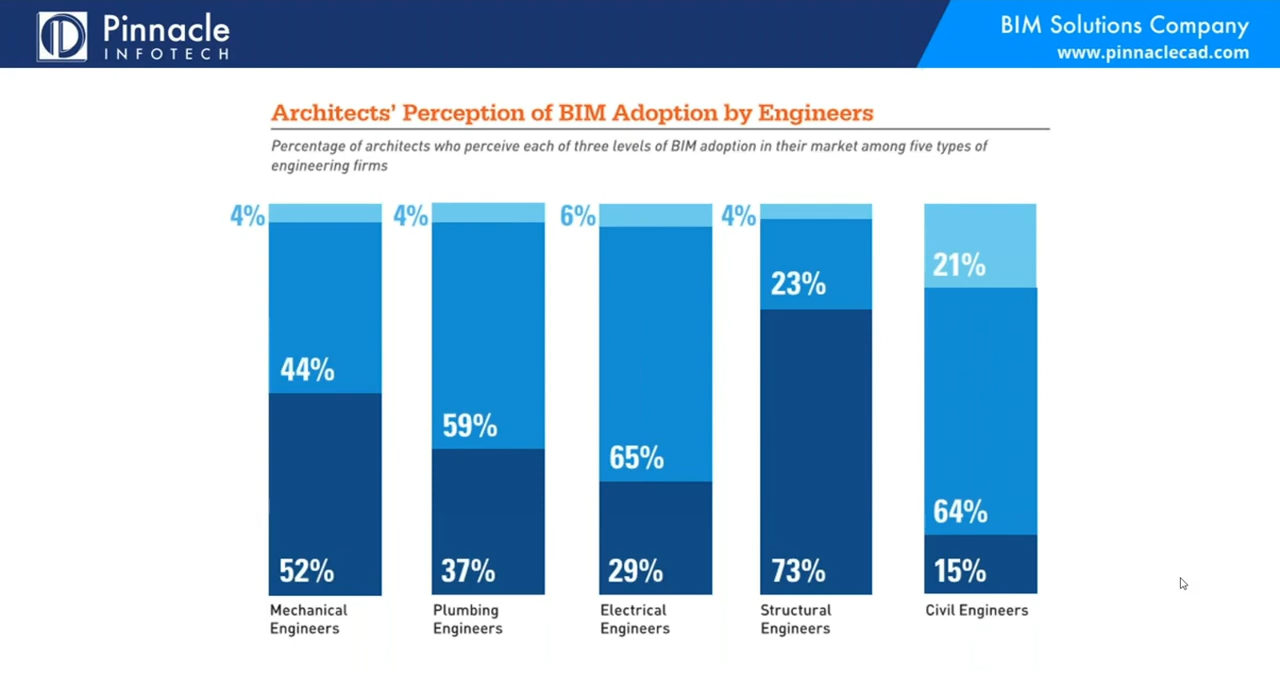 Pinnacle
INFOTECH
BIM Solutions Company
www.pinnaclecad.com
Architects' Perception of BIM Adoption by Engineers
Percentage of architects who perceive each of three levels of BIM adoption in their market among five types of
engineering firms
4%
44%
52%
Mechanical
Engineers
4%
59%
37%
Plumbing
Engineers
6%
65%
29%
Electrical
Engineers
4%
23%
73%
Structural
Engineers
21%
64%
15%
Civil Engineers